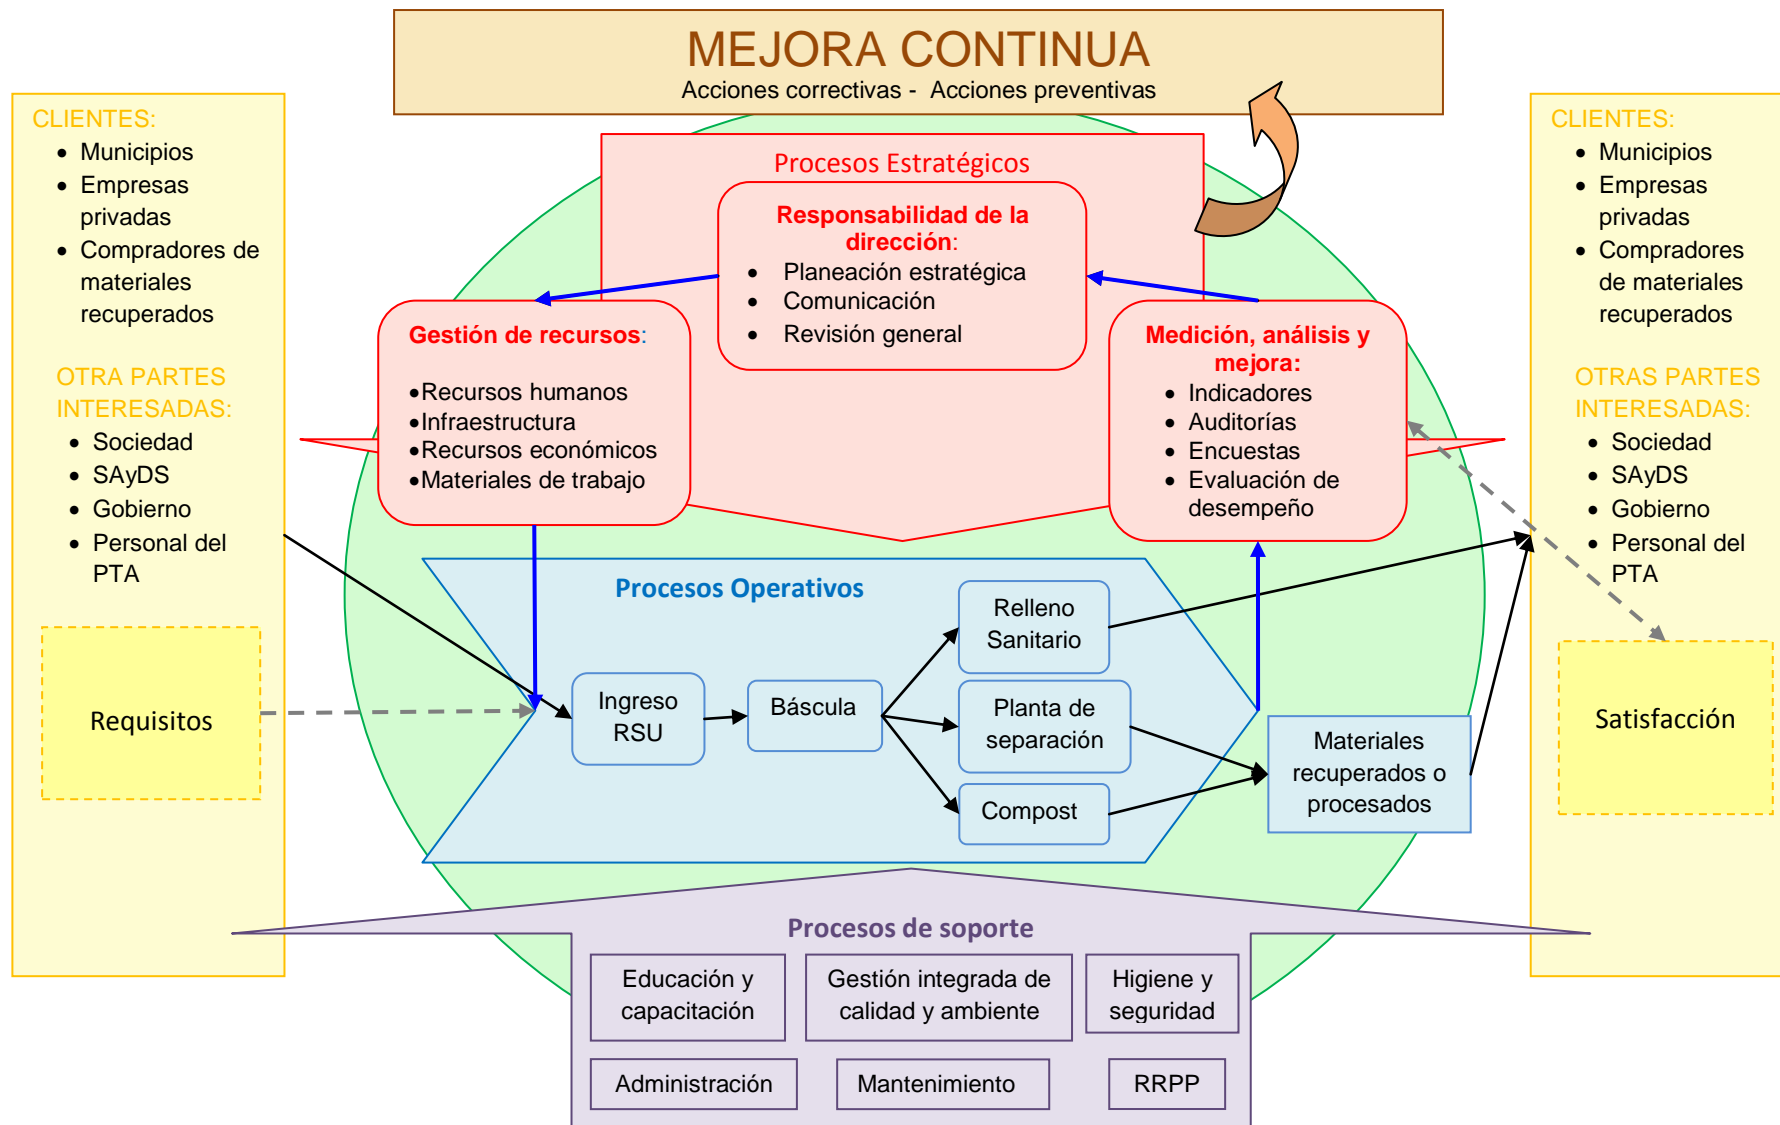 MEJORA CONTINUA
Acciones correctivas - Acciones preventivas
CLIENTES:
• Municipios
• Empresas
privadas
• Compradores de
materiales
recuperados
OTRA PARTES
INTERESADAS:
• Sociedad
• SAyDS
• Gobierno
• Personal del
PTA
Requisitos
Procesos Estratégicos
Responsabilidad de la
dirección:
• Planeación estratégica
• Comunicación
• Revisión general
Gestión de recursos:
•Recursos humanos
•Infraestructura
•Recursos económicos
•Materiales de trabajo
Medición, análisis y
mejora:
• Indicadores
• Auditorías
• Encuestas
• Evaluación de
desempeño
Procesos Operativos
Ingreso
RSU
Báscula
Relleno
Sanitario
Planta de
separación
Compost
Materiales
recuperados o
procesados
CLIENTES:
• Municipios
• Empresas
privadas
• Compradores
de materiales
recuperados
OTRAS PARTES
INTERESADAS:
• Sociedad
• SAyDS
• Gobierno
• Personal del
PTA
Satisfacción
Procesos de soporte
Educación y
capacitación
Gestión integrada de
calidad y ambiente
Higiene y
seguridad
Administración
Mantenimiento
RRPP